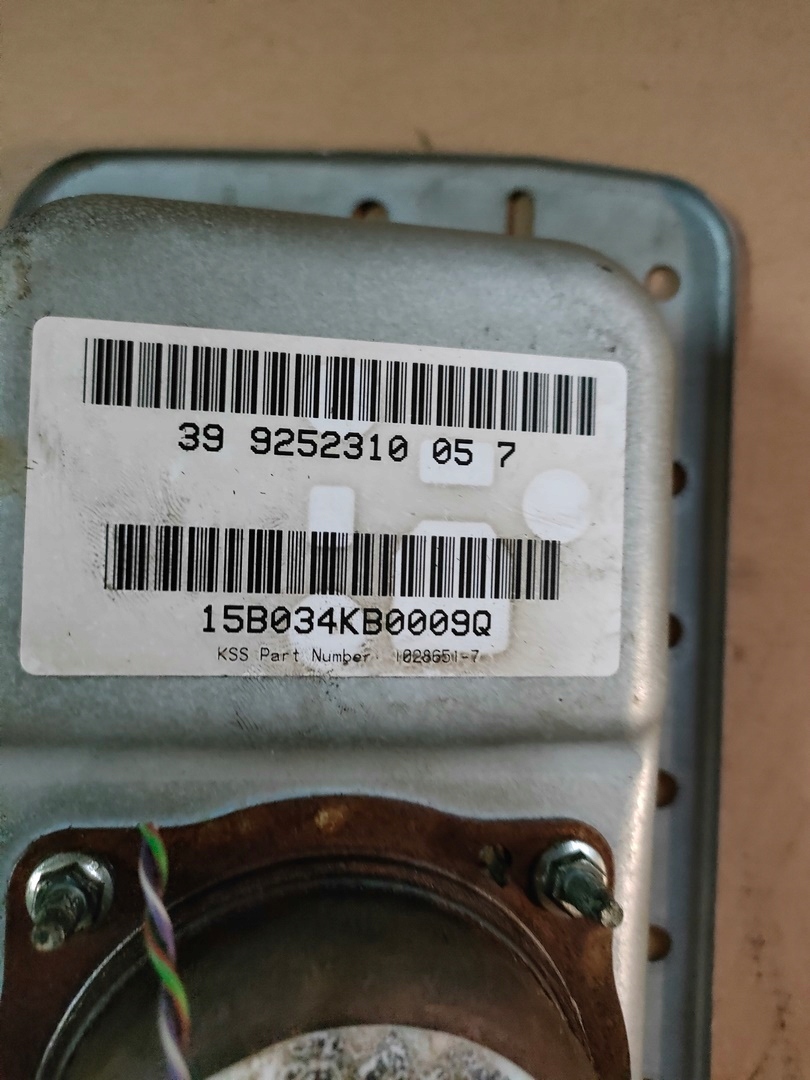 39 9252310 05 7
15B034KB0009Q
KSS Part Number: 1028651-7